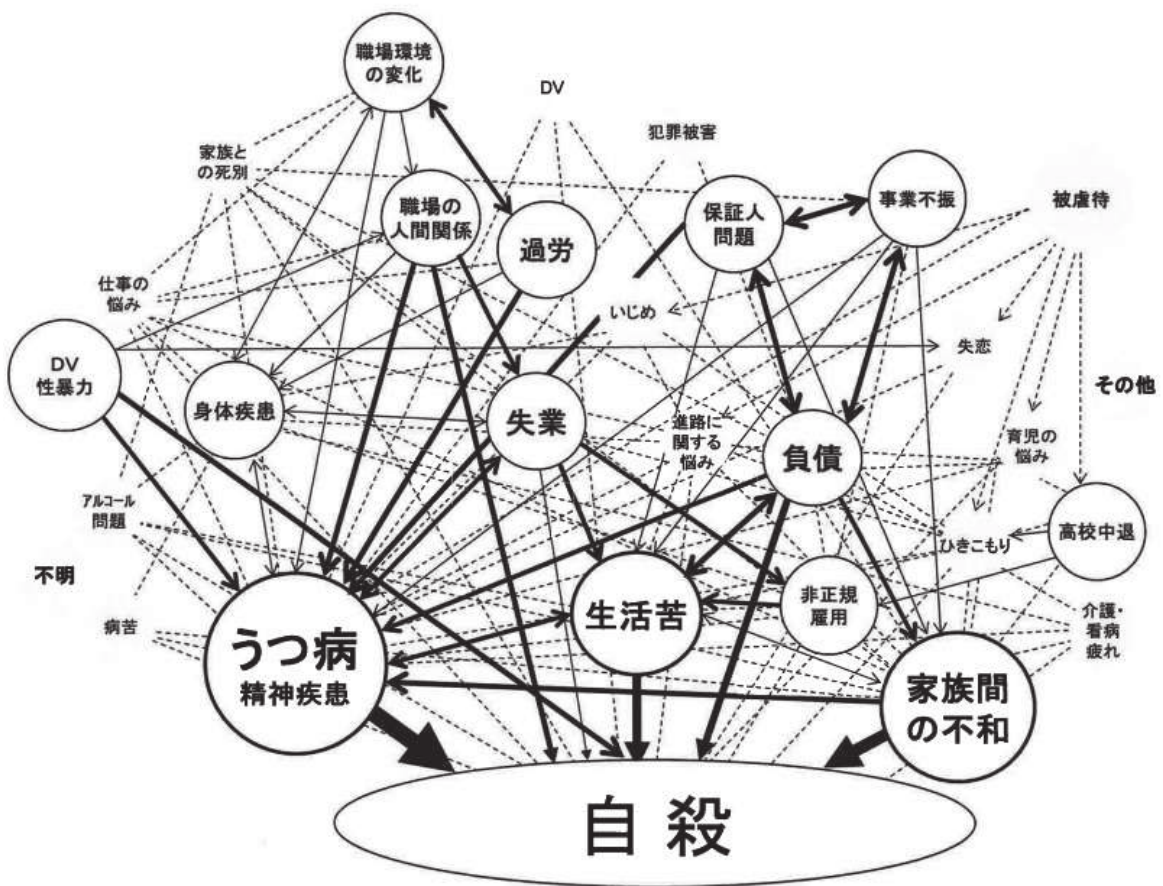 職場環境
の変化
DV
犯罪被害
家族と
の死別
職場の
人間関係
過労
保証人
問題
事業不振
被虐待
仕事の
悩み
いじめ
DV
性暴力
失恋
その他
身体疾患
失業
進路に
関する
悩み
負債
育児の
悩み
アルコール
問題
高校中退
ひきこもり
不明
病苦
うつ病
精神疾患
生活苦
非正規
雇用
介護・
看病
疲れ
家族間
の不和
自殺